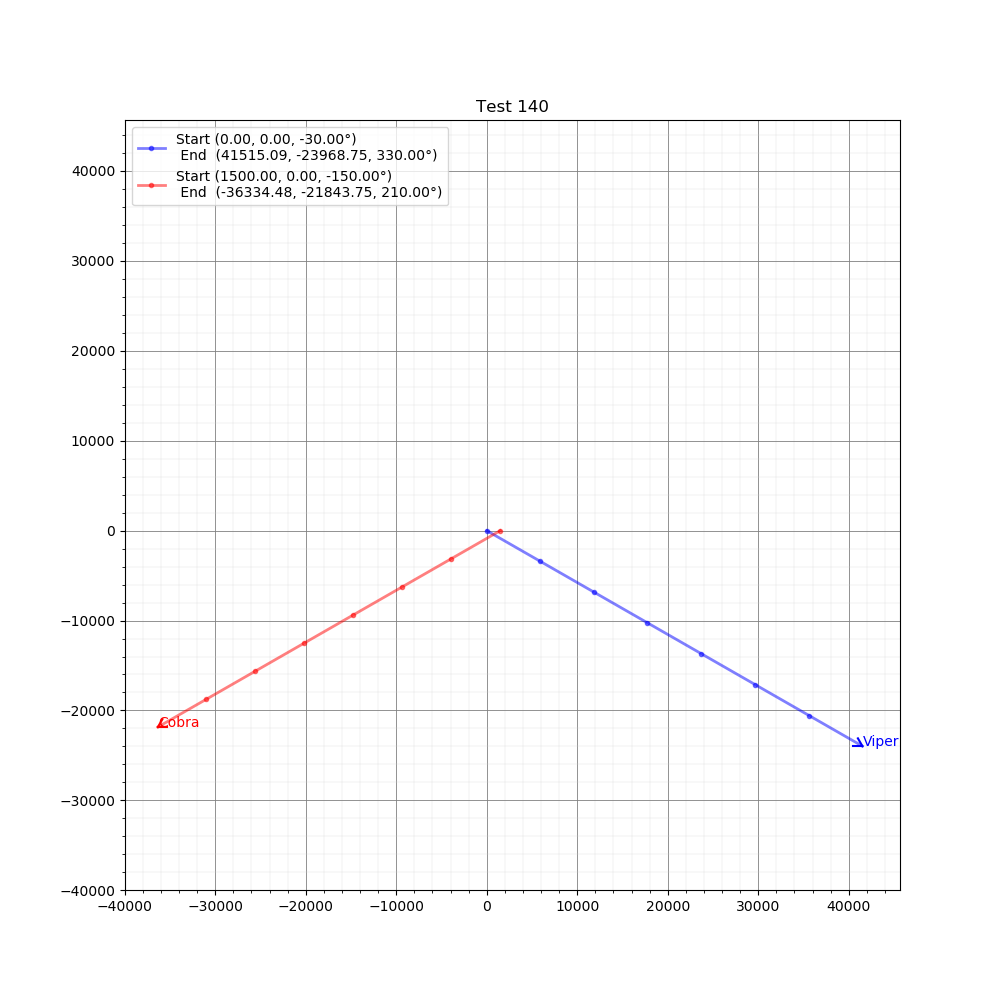 Test 140
Start (0.00, 0.00, -30.00°)
End (41515.09, -23968.75, 330.00°)
Start (1500.00, 0.00, -150.00°)
End (-36334.48, -21843.75, 210.00°)
40000
30000
20000
10000
0
−10000
−20000
−30000
−40000
Cobra
Viper
−40000 −30000 −20000 −10000 0 10000 20000 30000 40000